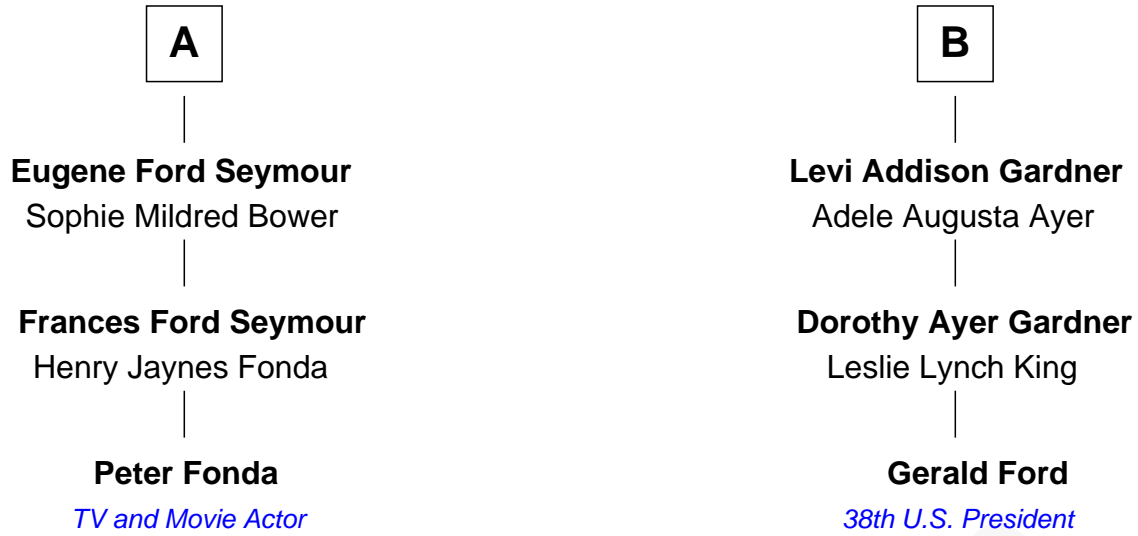 A
Eugene Ford Seymour
Sophie Mildred Bower
Frances Ford Seymour
Henry Jaynes Fonda
Peter Fonda
TV and Movie Actor
B
Levi Addison Gardner
Adele Augusta Ayer
Dorothy Ayer Gardner
Leslie Lynch King
Gerald Ford
38th U.S. President